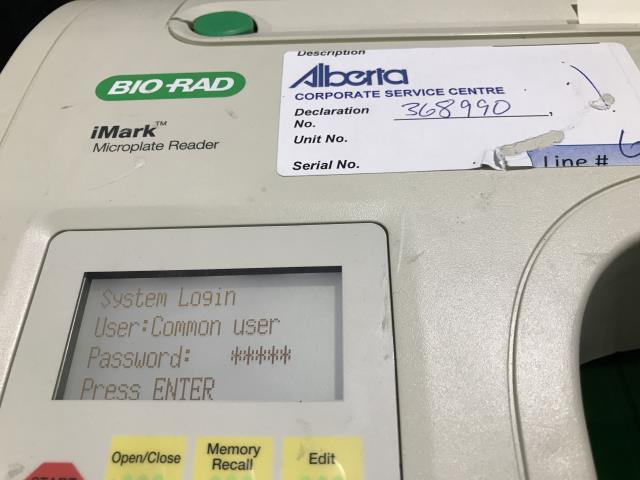 BIO-RAD
iMark™
Microplate Reader
Description
Alberta
CORPORATE SERVICE CENTRE
Declaration
No.
368990
Unit No.
Serial No.
Line #
System Login
User:Common user
Password: *****
Press ENTER
Open/Close
Memory
Recall
Edit
START